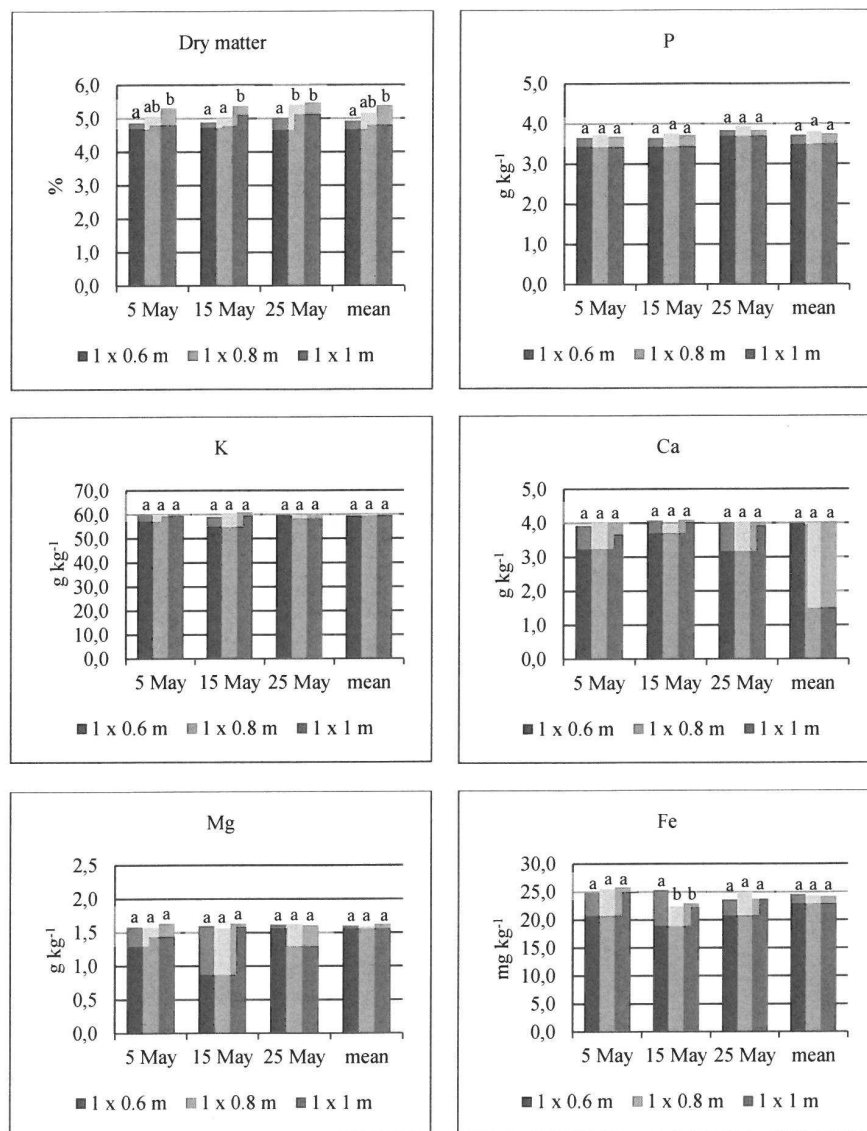 Dry matter
6,0
5,0
4,0
3,0
2,0
1,0
0,0
%
a ab b a a b a b b a ab b
5 May 15 May 25 May mean
■ 1 x 0.6 m ■ 1 x 0.8 m ■ 1 x 1 m
P
5,0
4,0
3,0
2,0
1,0
0,0
g kg-1
a a a a a a a a a a a a
5 May 15 May 25 May mean
■ 1 x 0.6 m ■ 1 x 0.8 m ■ 1 x 1 m
K
70,0
60,0
50,0
40,0
30,0
20,0
10,0
0,0
g kg-1
a a a a a a a a a a a a
5 May 15 May 25 May mean
■ 1 x 0.6 m ■ 1 x 0.8 m ■ 1 x 1 m
Ca
5,0
4,0
3,0
2,0
1,0
0,0
g kg-1
a a a a a a a a a a a a
5 May 15 May 25 May mean
■ 1 x 0.6 m ■ 1 x 0.8 m ■ 1 x 1 m
Mg
2,5
2,0
1,5
1,0
0,5
0,0
g kg-1
a a a a a a a a a a a a
5 May 15 May 25 May mean
■ 1 x 0.6 m ■ 1 x 0.8 m ■ 1 x 1 m
Fe
30,0
25,0
20,0
15,0
10,0
5,0
0,0
mg kg-1
a a a a b b a a a a a a
5 May 15 May 25 May mean
■ 1 x 0.6 m ■ 1 x 0.8 m ■ 1 x 1 m